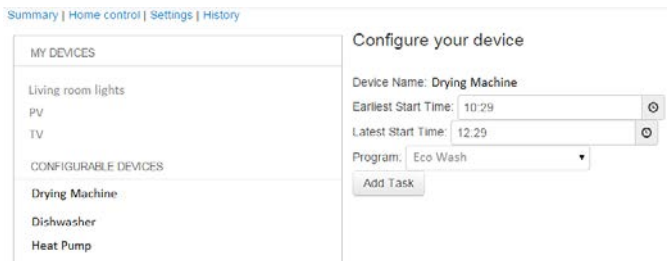 Summary | Home control | Settings | History
MY DEVICES
Living room lights
PV
TV
CONFIGURABLE DEVICES
Drying Machine
Dishwasher
Heat Pump
Configure your device
Device Name: Drying Machine
Earliest Start Time: 10:29
Latest Start Time: 12:29
Program: Eco Wash
Add Task